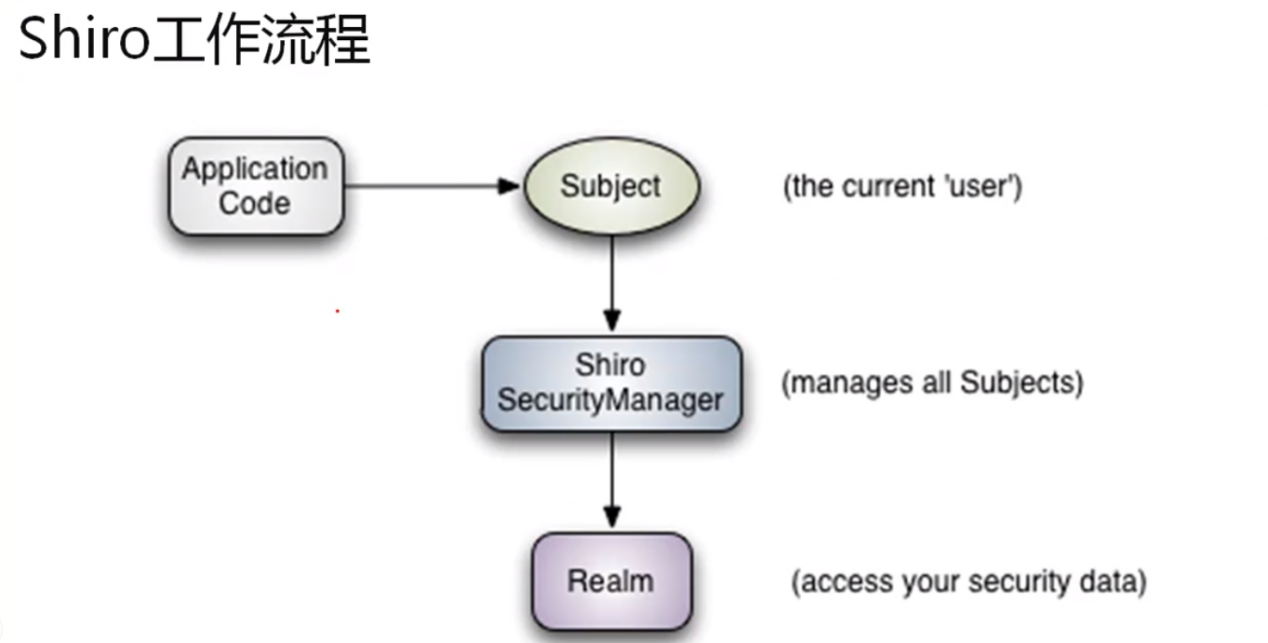 Shiro工作流程
Application
Code
Subject
(the current 'user')
Shiro
SecurityManager
(manages all Subjects)
Realm
(access your security data)